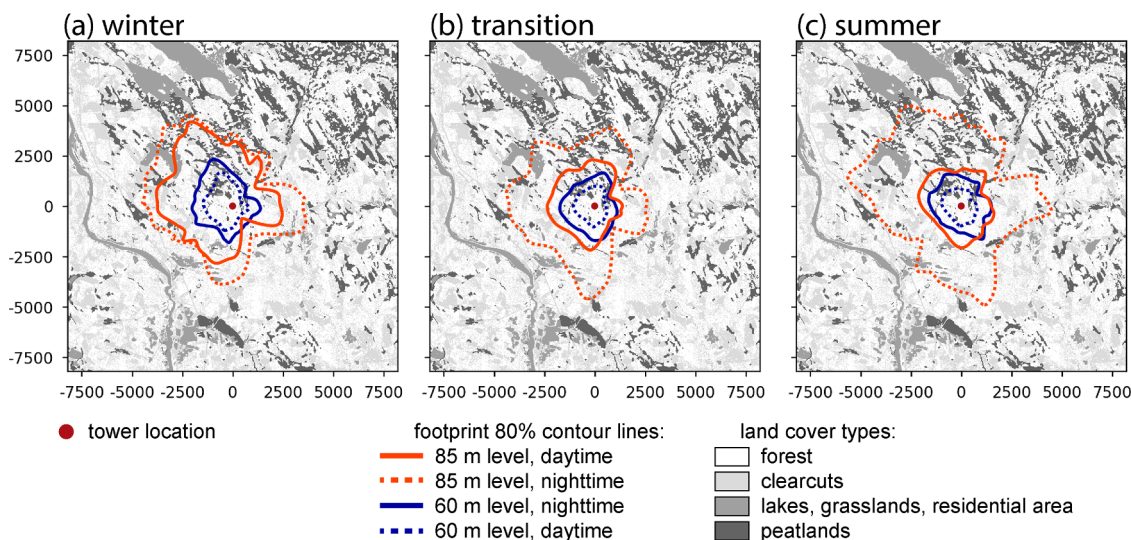 (a) winter (b) transition (c) summer
7500
5000
2500
0
-2500
-5000
-7500
-7500 -5000 -2500 0 2500 5000 7500 -7500 -5000 -2500 0 2500 5000 7500 -7500 -5000 -2500 0 2500 5000 7500
tower location footprint 80% contour lines: land cover types:
85 m level, daytime forest
85 m level, nighttime clearcuts
60 m level, nighttime lakes, grasslands, residential area
60 m level, daytime peatlands